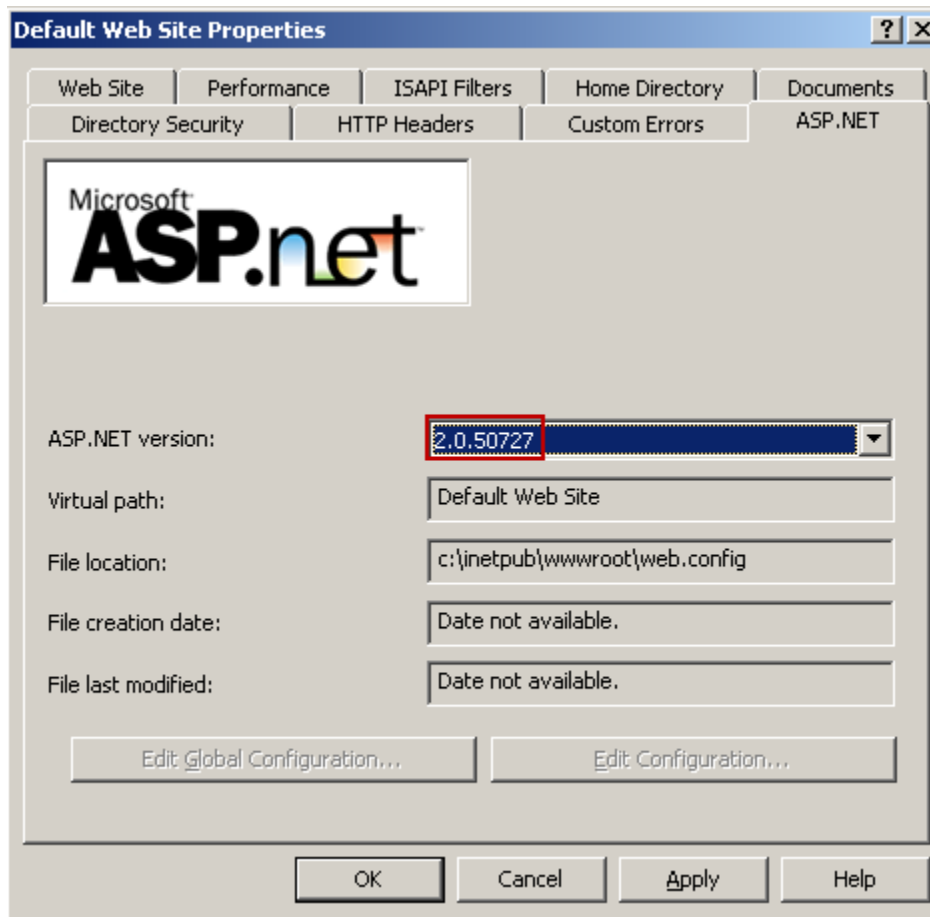 Default Web Site Properties
Web Site Performance ISAPI Filters Home Directory Documents
Directory Security HTTP Headers Custom Errors ASP.NET
Microsoft
ASP.net
ASP.NET version: 2.0.50727
Virtual path: Default Web Site
File location: c:\inetpub\wwwroot\web.config
File creation date: Date not available.
File last modified: Date not available.
Edit Global Configuration... Edit Configuration...
OK Cancel Apply Help